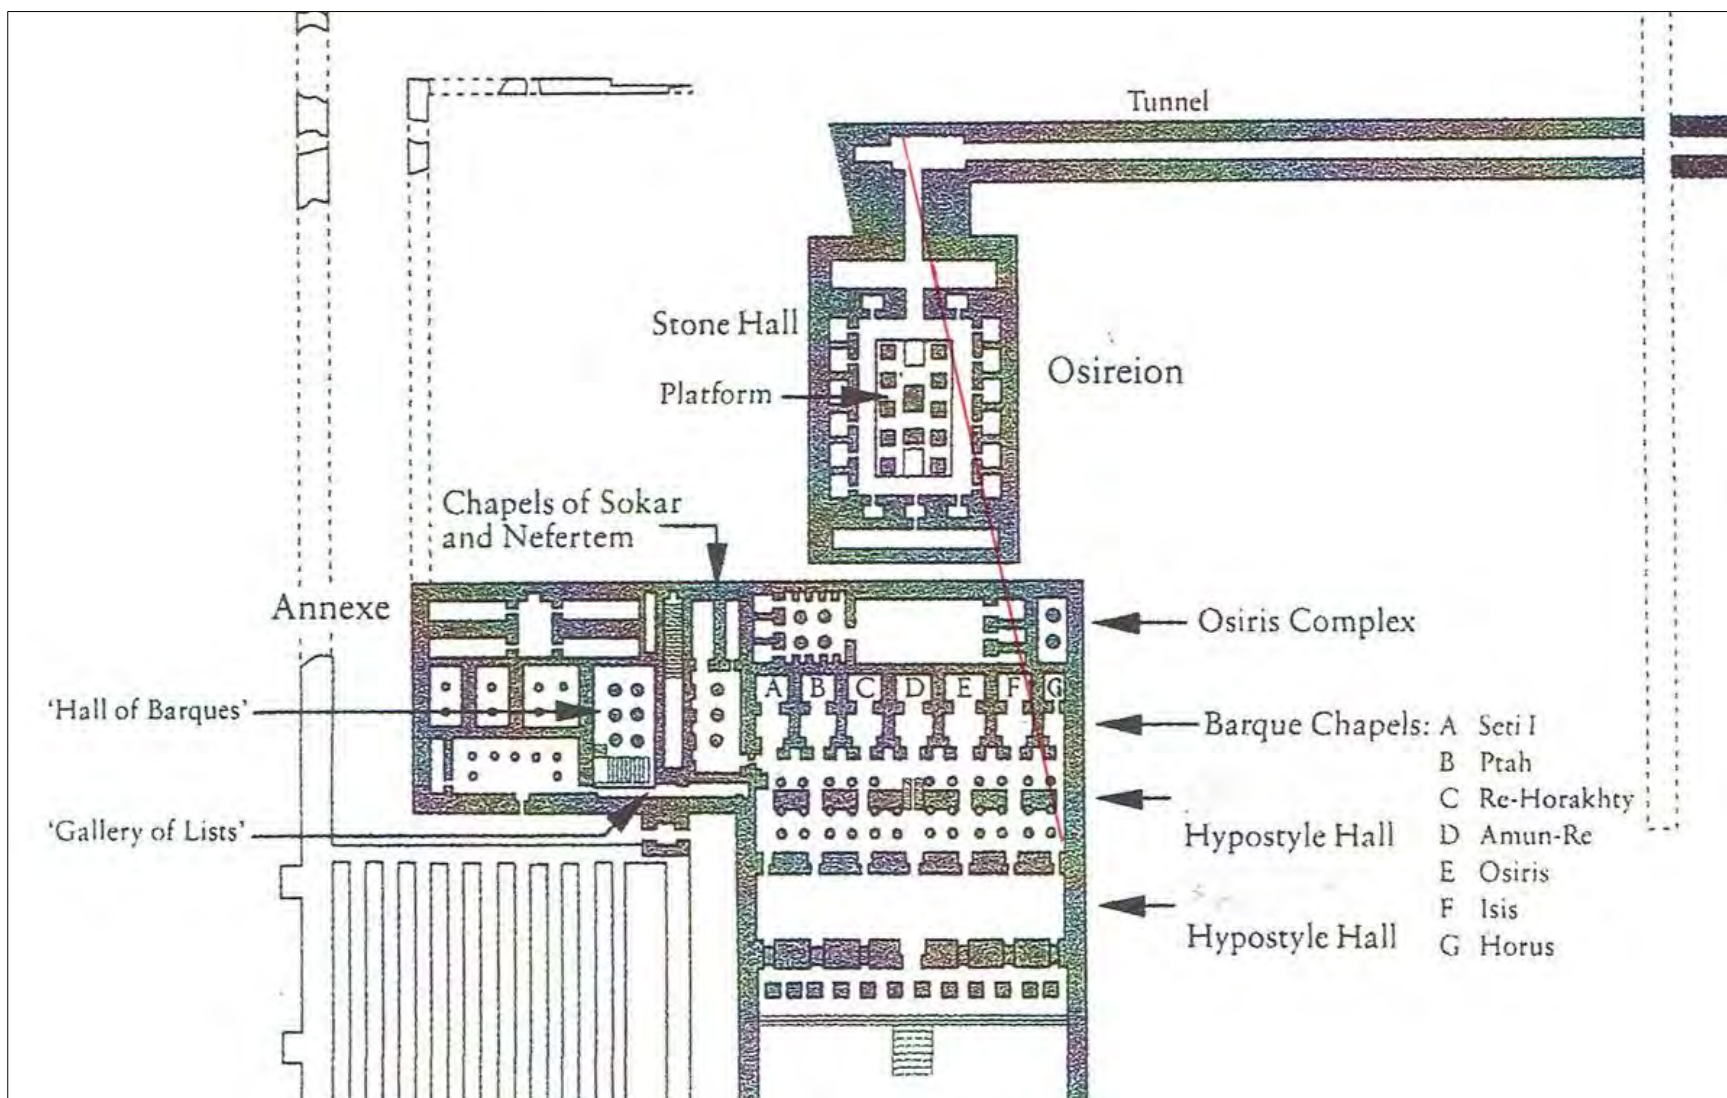 Tunnel
Stone Hall
Osireion
Platform
Chapels of Sokar
and Nefertem
Annexe
Osiris Complex
'Hall of Barques'
A B C D E F G
Barque Chapels:
A Seti I
B Ptah
C Re-Horakhty
D Amun-Re
E Osiris
F Isis
G Horus
'Gallery of Lists'
Hypostyle Hall
Hypostyle Hall